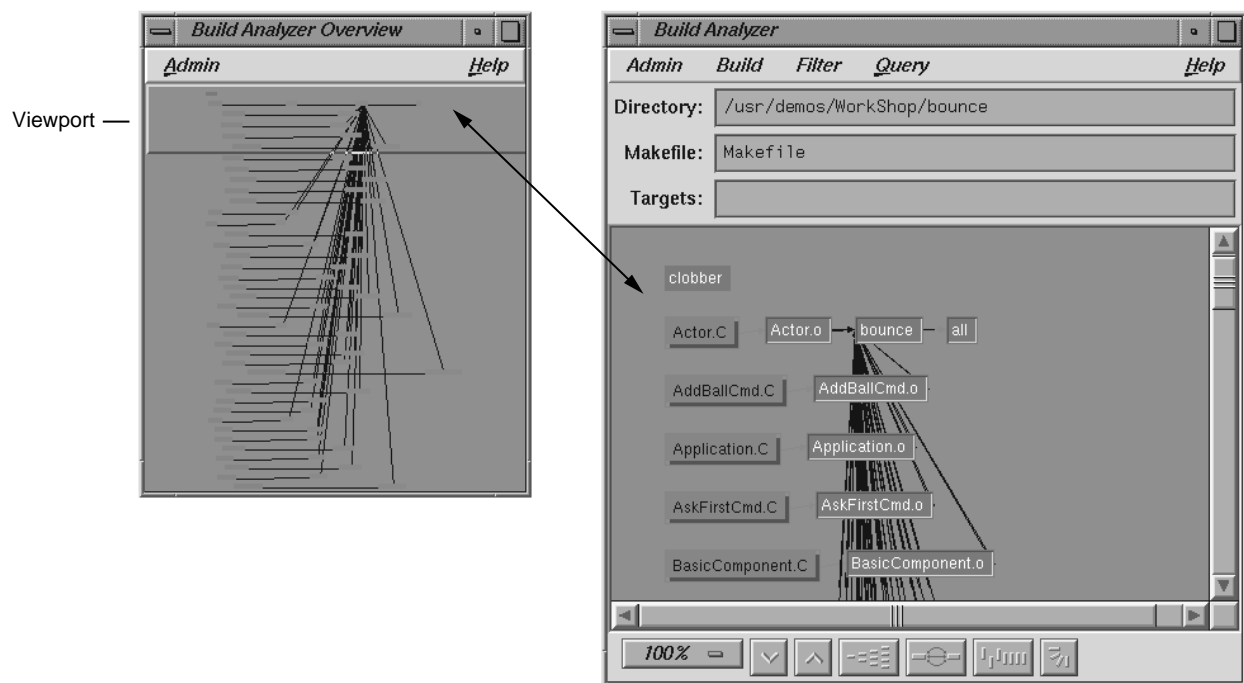 Build Analyzer Overview
Admin Help
Viewport
Build Analyzer
Admin Build Filter Query Help
Directory: /usr/demos/WorkShop/bounce
Makefile: Makefile
Targets:
clobber
Actor.C Actor.o bounce all
AddBallCmd.C AddBallCmd.o
Application.C Application.o
AskFirstCmd.C AskFirstCmd.o
BasicComponent.C BasicComponent.o
100%